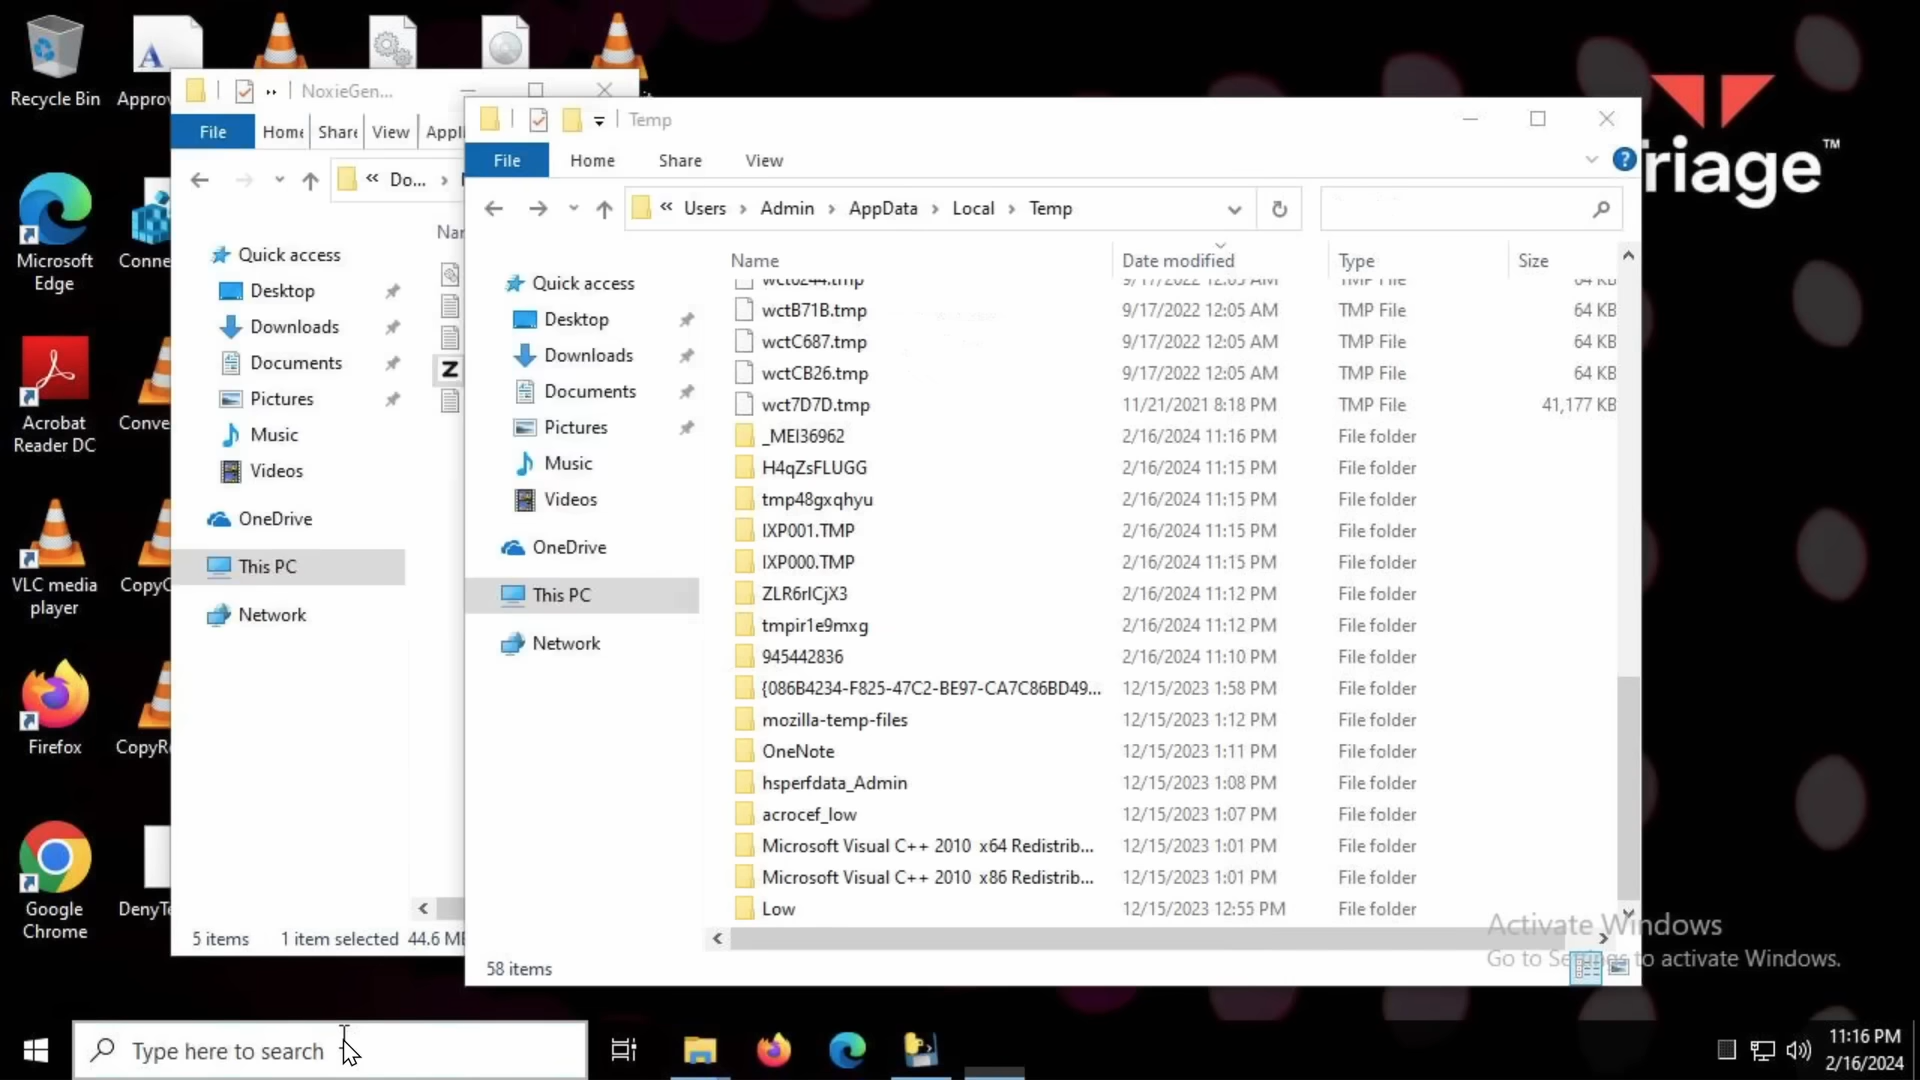 Recycle Bin
Microsoft
Edge
Acrobat
Reader DC
VLC media
player
Firefox
Google
Chrome
NoxieGen...
File
Home
Share
View
« Do... ›
Quick access
Desktop
Downloads
Documents
Pictures
Music
Videos
OneDrive
This PC
Network
5 items
1 item selected
Temp
File
Home
Share
View
« Users › Admin › AppData › Local › Temp
Quick access
Desktop
Downloads
Documents
Pictures
Music
Videos
OneDrive
This PC
Network
Name Date modified Type Size
wctB71B.tmp 9/17/2022 12:05 AM TMP File 64 KB
wctC687.tmp 9/17/2022 12:05 AM TMP File 64 KB
wctCB26.tmp 9/17/2022 12:05 AM TMP File 64 KB
wct7D7D.tmp 11/21/2021 8:18 PM TMP File 41,177 KB
_MEI36962 2/16/2024 11:16 PM File folder
H4qZsFLUGG 2/16/2024 11:15 PM File folder
tmp48gxqhyu 2/16/2024 11:15 PM File folder
IXP001.TMP 2/16/2024 11:15 PM File folder
IXP000.TMP 2/16/2024 11:15 PM File folder
ZLR6rICjX3 2/16/2024 11:12 PM File folder
tmpir1e9mxg 2/16/2024 11:12 PM File folder
945442836 2/16/2024 11:10 PM File folder
{086B4234-F825-47C2-BE97-CA7C86BD49... 12/15/2023 1:58 PM File folder
mozilla-temp-files 12/15/2023 1:12 PM File folder
OneNote 12/15/2023 1:11 PM File folder
hsperfdata_Admin 12/15/2023 1:08 PM File folder
acrocef_low 12/15/2023 1:07 PM File folder
Microsoft Visual C++ 2010 x64 Redistrib... 12/15/2023 1:01 PM File folder
Microsoft Visual C++ 2010 x86 Redistrib... 12/15/2023 1:01 PM File folder
Low 12/15/2023 12:55 PM File folder
58 items
riage™
Activate Windows
Go to Settings to activate Windows.
Type here to search
11:16 PM
2/16/2024